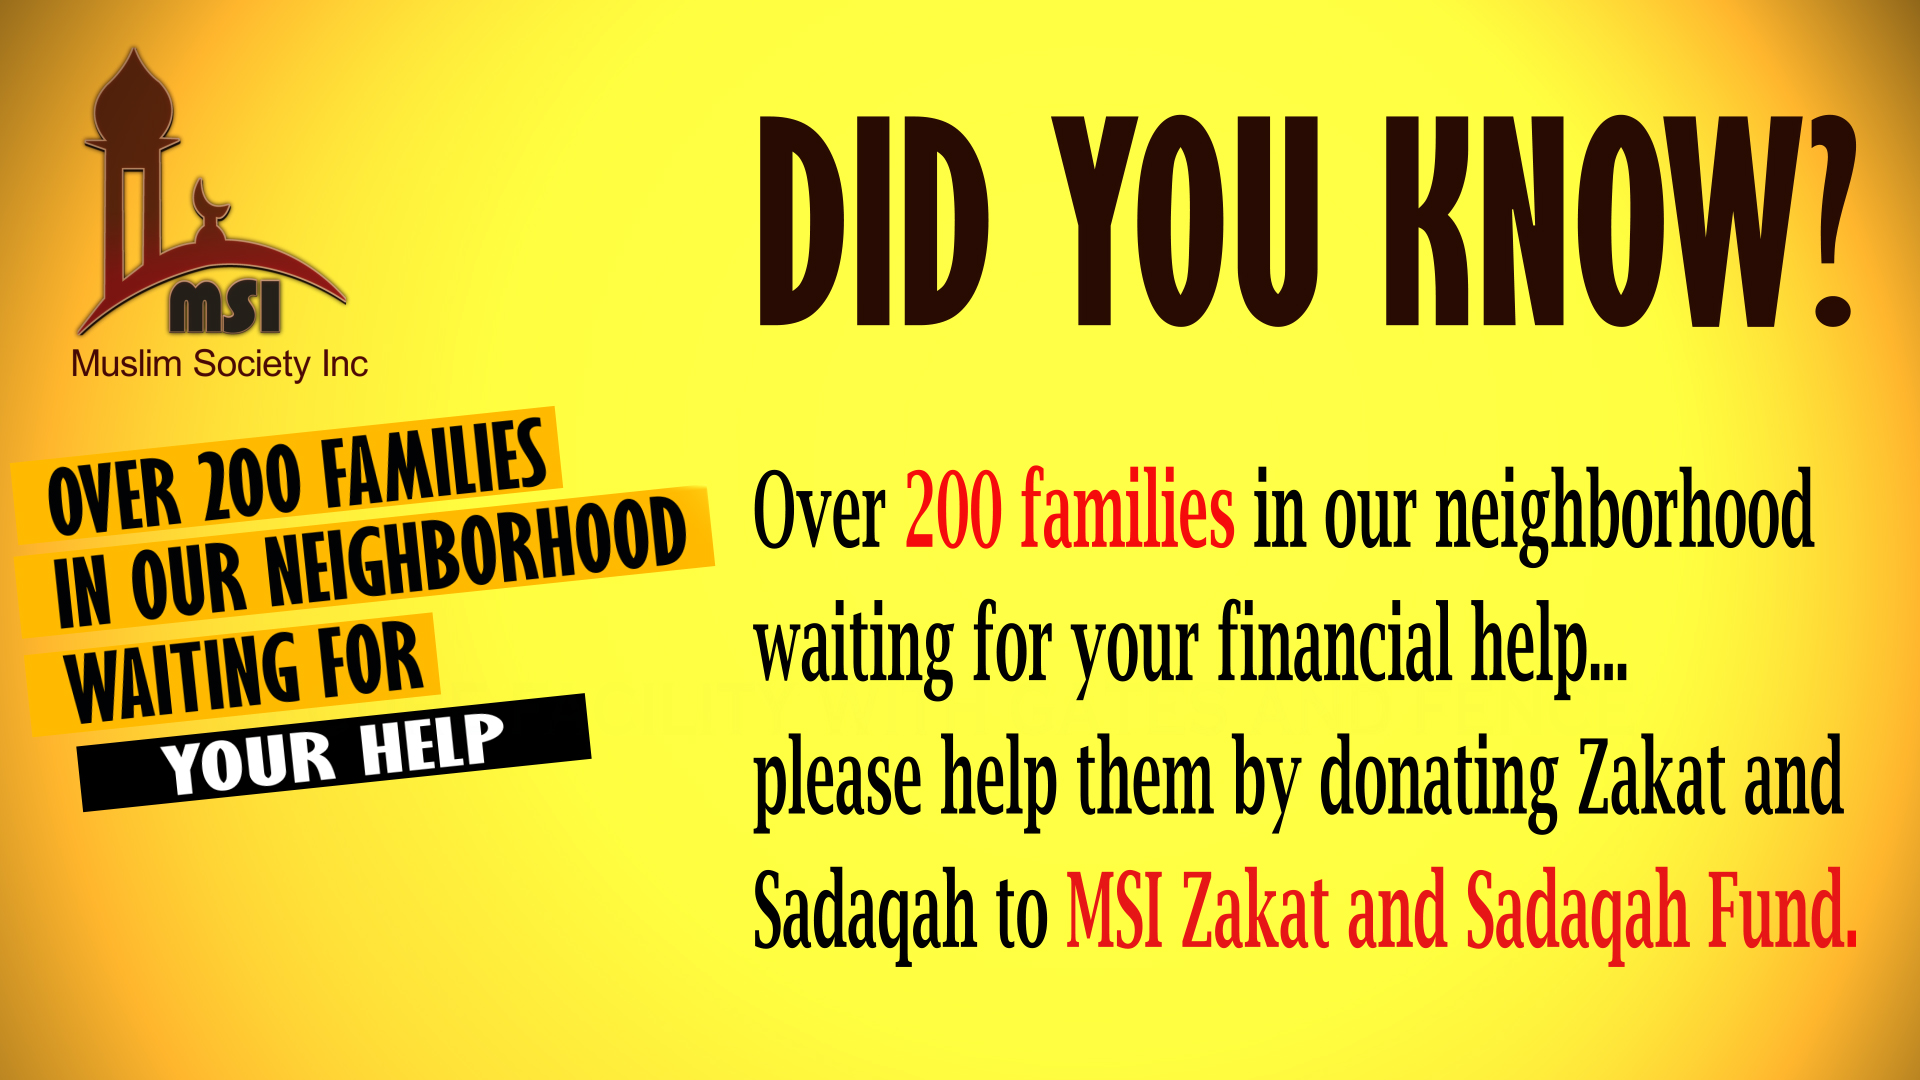 MSI
Muslim Society Inc
OVER 200 FAMILIES
IN OUR NEIGHBORHOOD
WAITING FOR
YOUR HELP
DID YOU KNOW?
Over 200 families in our neighborhood
waiting for your financial help...
please help them by donating Zakat and
Sadaqah to MSI Zakat and Sadaqah Fund.